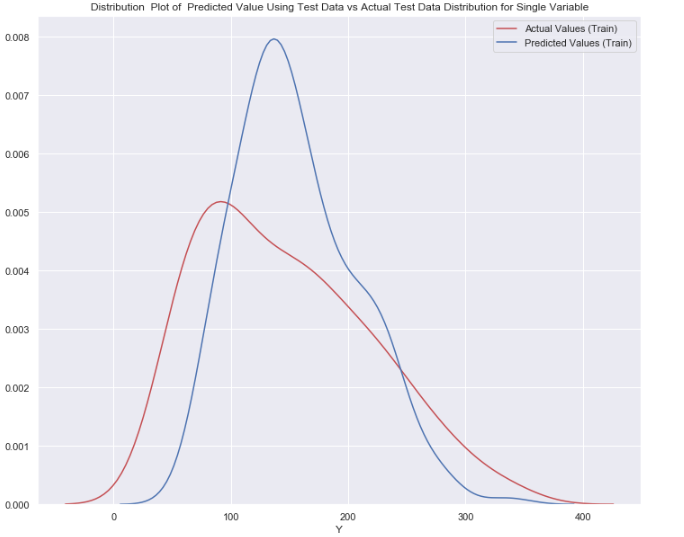 Distribution  Plot of  Predicted Value Using Test Data vs Actual Test Data Distribution for Single Variable
Actual Values (Train)
Predicted Values (Train)
0.008
0.007
0.006
0.005
0.004
0.003
0.002
0.001
0.000
0 100 200 300 400
Y